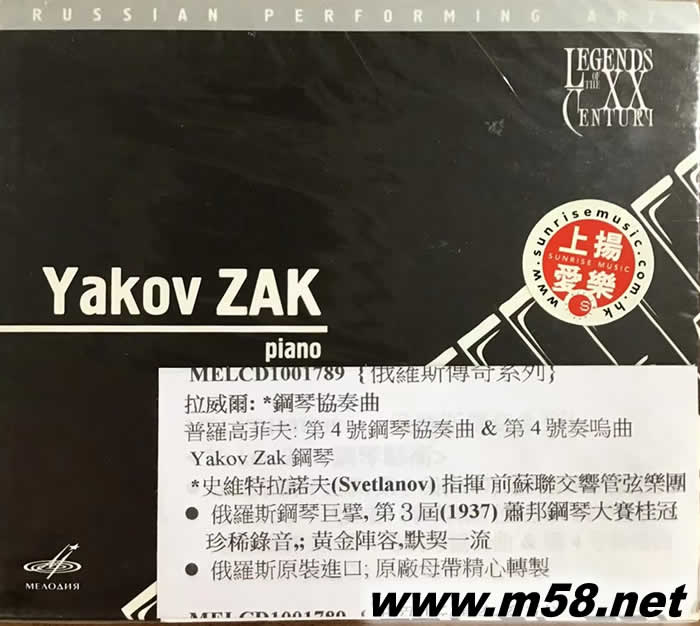 RUSSIAN PERFORMING ART
LEGENDS
OF THE XX
CENTURY
www.sunrisemusic.com.hk
上揚
SUNRISE MUSIC
愛樂
S
Yakov ZAK
piano
MELCD1001789 {俄羅斯傳奇系列}
拉威爾: *鋼琴協奏曲
普羅高菲夫: 第4號鋼琴協奏曲 & 第4號奏鳴曲
Yakov Zak 鋼琴
*史維特拉諾夫(Svetlanov) 指揮 前蘇聯交響管弦樂團
● 俄羅斯鋼琴巨擘, 第3屆(1937) 蕭邦鋼琴大賽桂冠
珍稀錄音,; 黃金陣容,默契一流
● 俄羅斯原裝進口; 原廠母帶精心轉製
МЕЛОДИЯ
MELCD1001789
www.m58.net